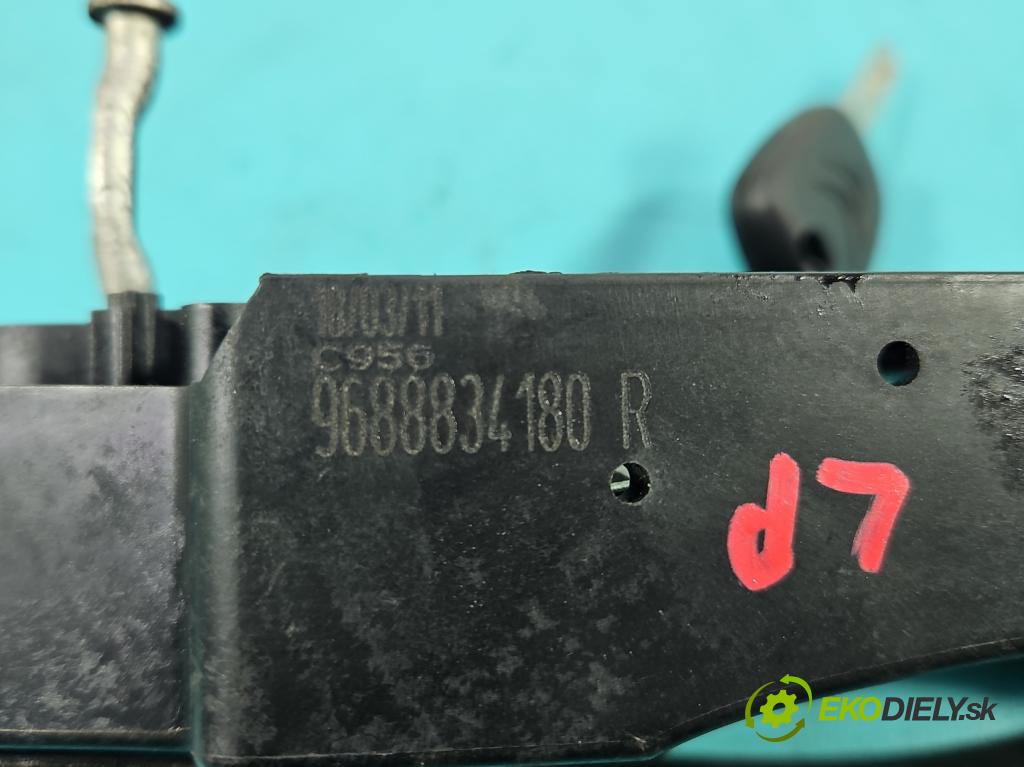 10/03/11
C956
9688834180 R
LP
EKODIELY.sk